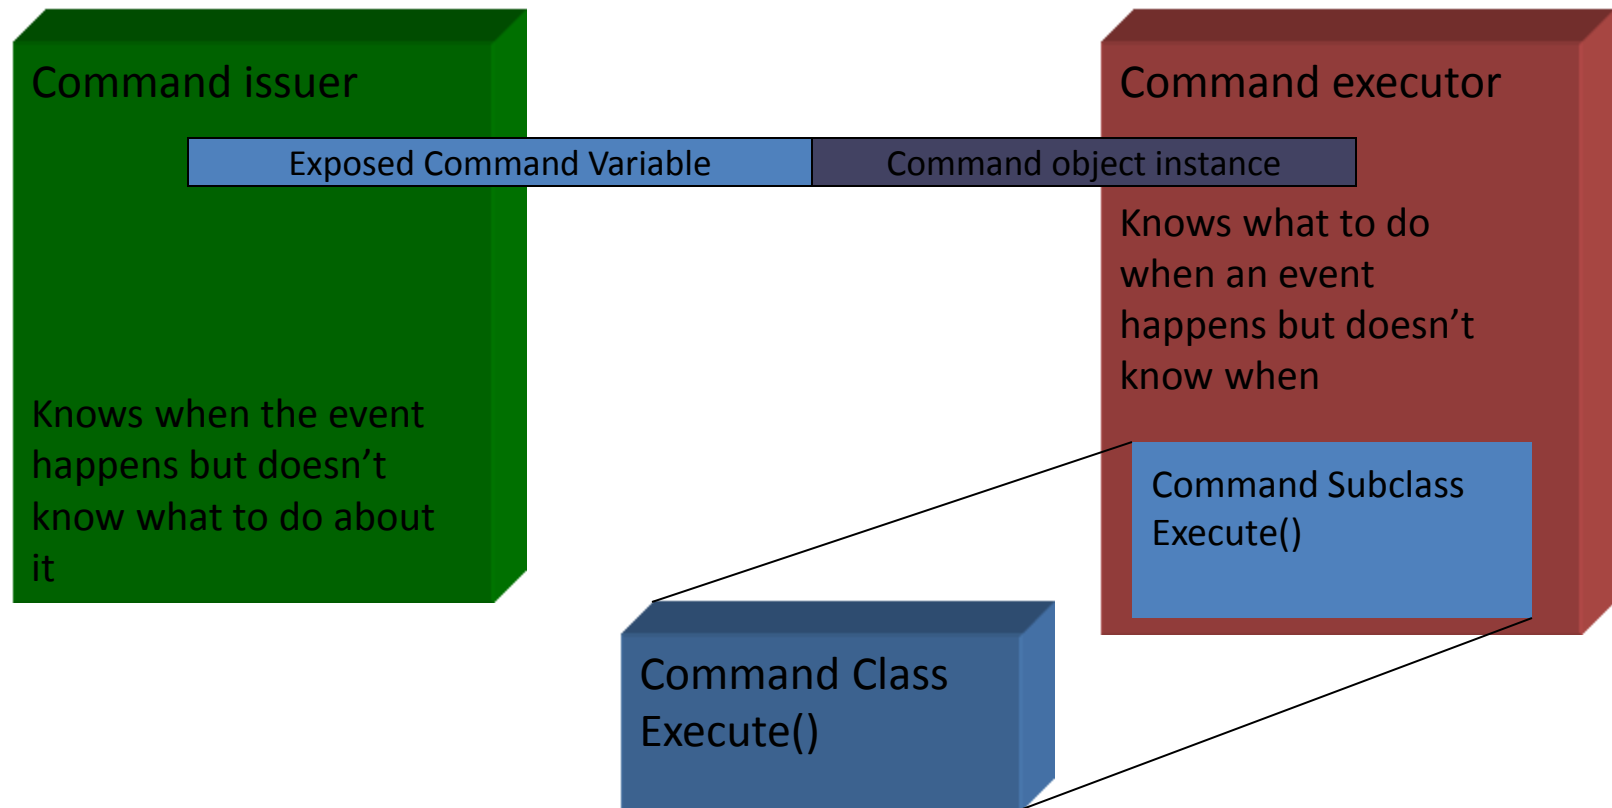 Command issuer
Exposed Command Variable
Knows when the event
happens but doesn’t
know what to do about
it
Command executor
Command object instance
Knows what to do
when an event
happens but doesn’t
know when
Command Subclass
Execute()
Command Class
Execute()